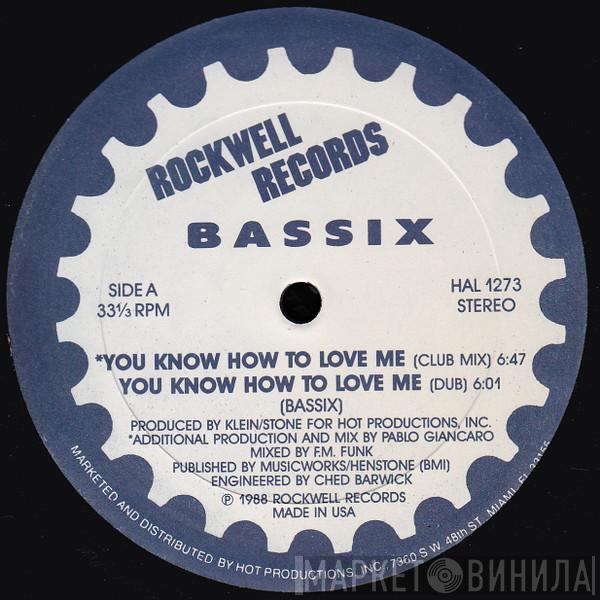 ROCKWELL
RECORDS
BASSIX
SIDE A
33⅓ RPM
HAL 1273
STEREO
*YOU KNOW HOW TO LOVE ME (CLUB MIX) 6:47
YOU KNOW HOW TO LOVE ME (DUB) 6:01
(BASSIX)
PRODUCED BY KLEIN/STONE FOR HOT PRODUCTIONS, INC.
*ADDITIONAL PRODUCTION AND MIX BY PABLO GIANCARO
MIXED BY F.M. FUNK
PUBLISHED BY MUSICWORKS/HENSTONE (BMI)
ENGINEERED BY CHED BARWICK
℗ 1988 ROCKWELL RECORDS
MADE IN USA
MARKETED AND DISTRIBUTED BY HOT PRODUCTIONS, INC., 7360 S.W. 48th ST., MIAMI, FL 33155
МАРКЕТ ВИНИЛА